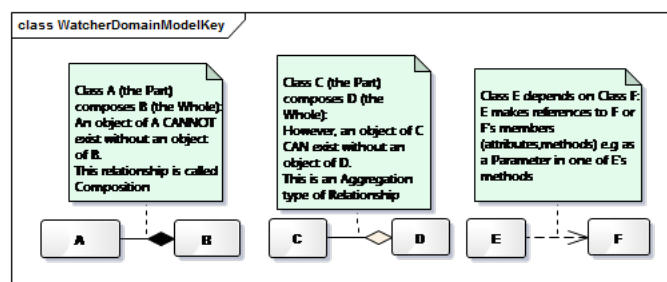 class WatcherDomainModelKey
Class A (the Part)
composes B (the Whole):
An object of A CANNOT
exist without an object
of B.
This relationship is called
Composition
Class C (the Part)
composes D (the
Whole):
However, an object of C
CAN exist without an
object of D.
This is an Aggregation
type of Relationship
Class E depends on Class F:
E makes references to F or
F's members
(attributes,methods) e.g as
a Parameter in one of E's
methods
A
B
C
D
E
F